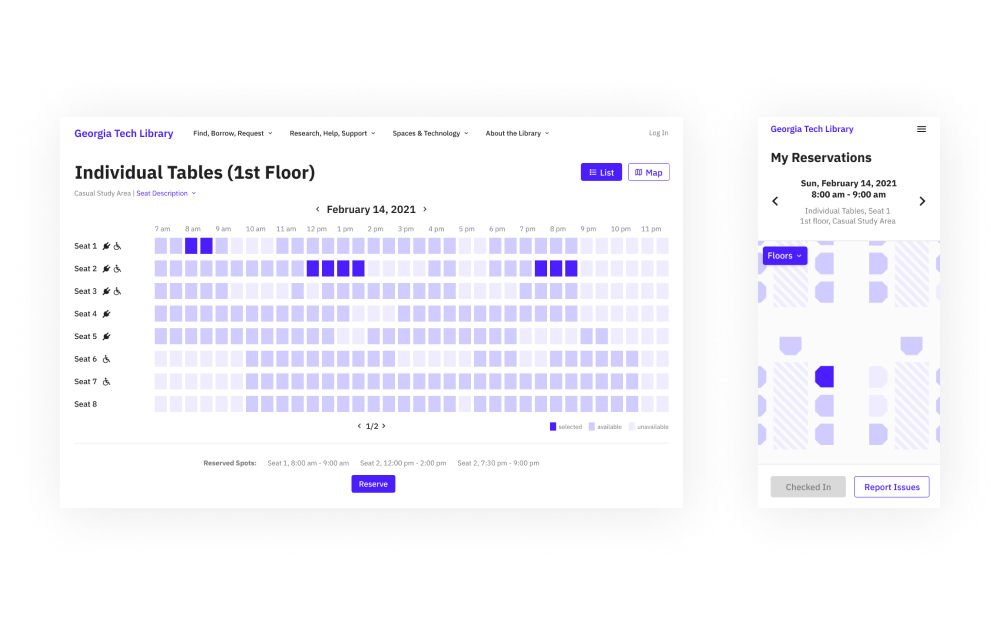 Georgia Tech Library
Find, Borrow, Request
Research, Help, Support
Spaces & Technology
About the Library
Log In
Individual Tables (1st Floor)
List
Map
Casual Study Area | Seat Description
February 14, 2021
7 am 8 am 9 am 10 am 11 am 12 pm 1 pm 2 pm 3 pm 4 pm 5 pm 6 pm 7 pm 8 pm 9 pm 10 pm 11 pm
Seat 1
Seat 2
Seat 3
Seat 4
Seat 5
Seat 6
Seat 7
Seat 8
1/2
selected available unavailable
Reserved Spots: Seat 1, 8:00 am - 9:00 am Seat 2, 12:00 pm - 2:00 pm Seat 2, 7:30 pm - 9:00 pm
Reserve
Georgia Tech Library
My Reservations
Sun, February 14, 2021
8:00 am - 9:00 am
Individual Tables, Seat 1
1st floor, Casual Study Area
Floors
Checked In
Report Issues